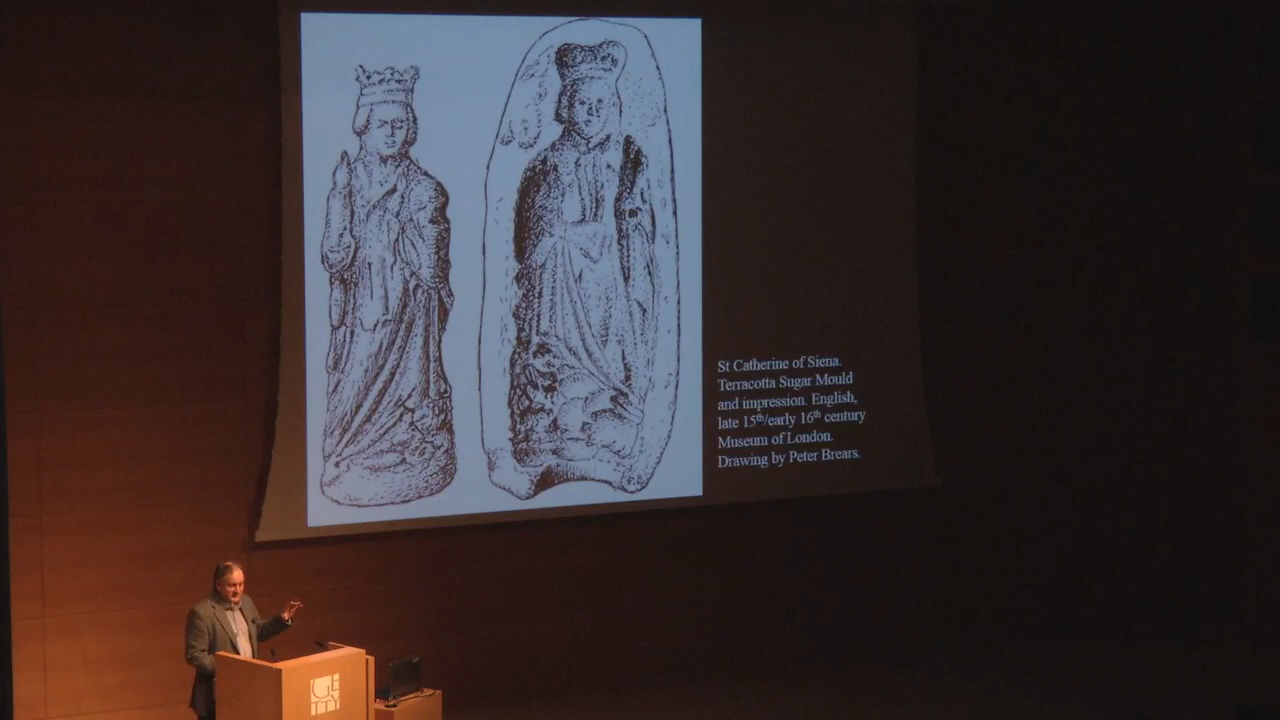 St Catherine of Siena.
Terracotta Sugar Mould
and impression. English,
late 15th/early 16th century
Museum of London.
Drawing by Peter Brears.
GETTY